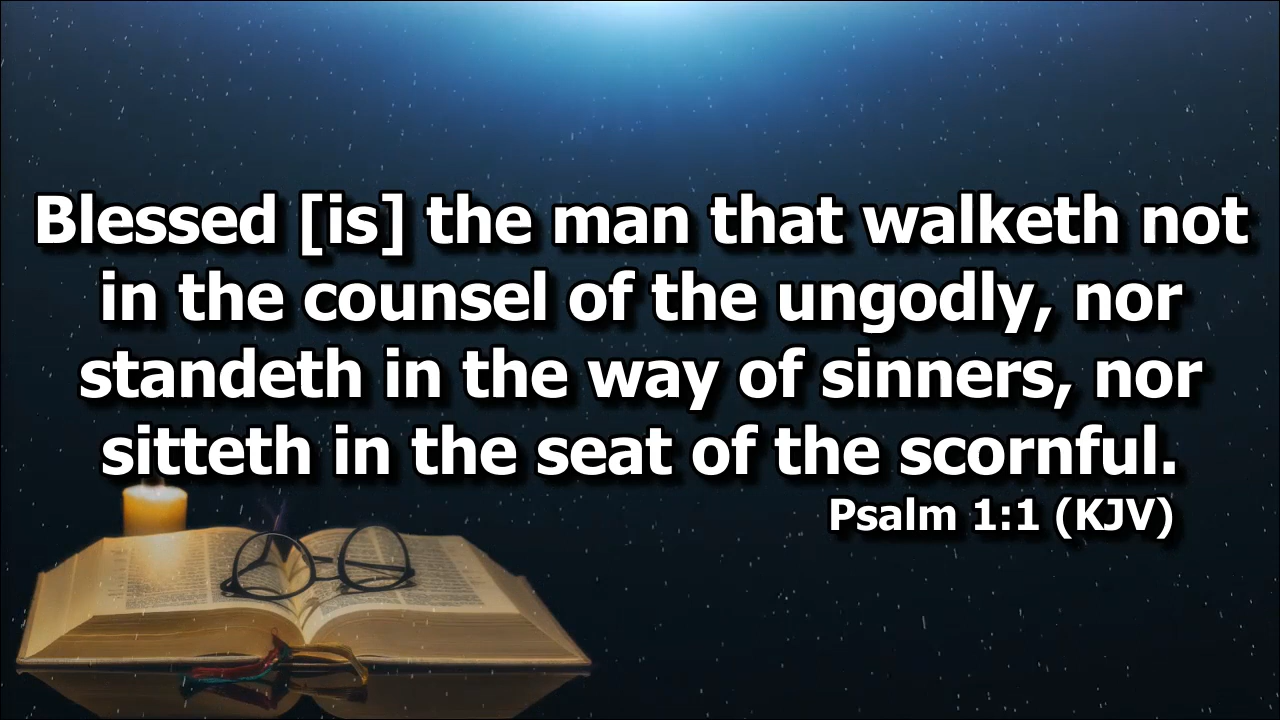 Blessed [is] the man that walketh not
in the counsel of the ungodly, nor
standeth in the way of sinners, nor
sitteth in the seat of the scornful.
Psalm 1:1 (KJV)